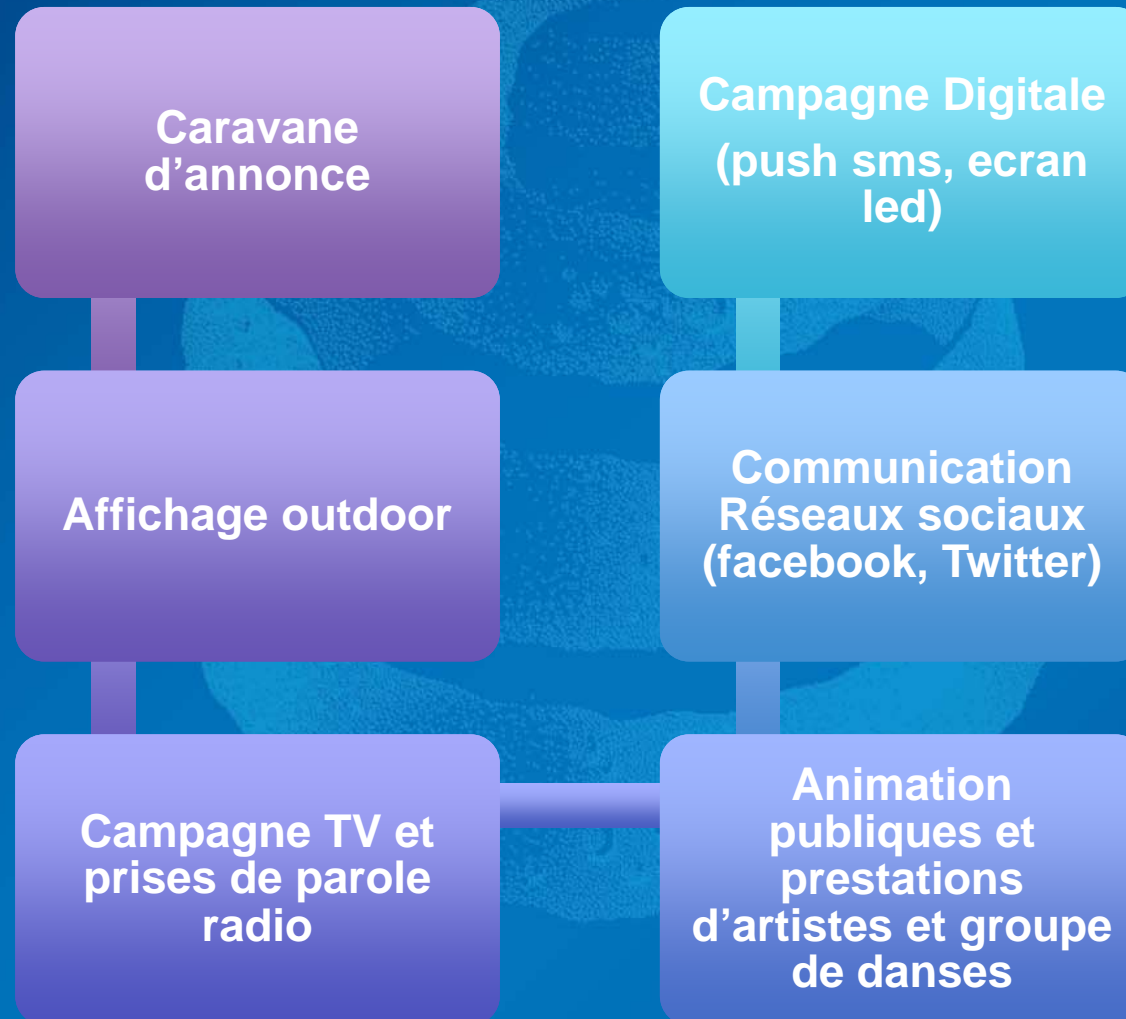 Caravane
d’annonce
Affichage outdoor
Campagne TV et
prises de parole
radio
Animation
publiques et
prestations
d’artistes et groupe
de danses
Communication
Réseaux sociaux
(facebook, Twitter)
Campagne Digitale
(push sms, ecran
led)